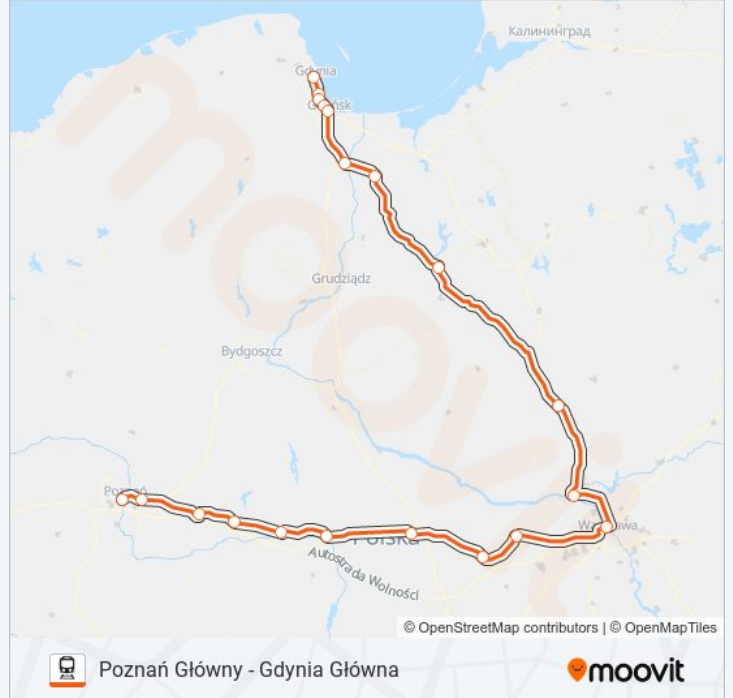 Калининград
Gdynia
Gdańsk
Grudziądz
Bydgoszcz
Poznań
Warszawa
Polska
Autostrada Wolności
© OpenStreetMap contributors | © OpenMapTiles
Poznań Główny - Gdynia Główna
moovit